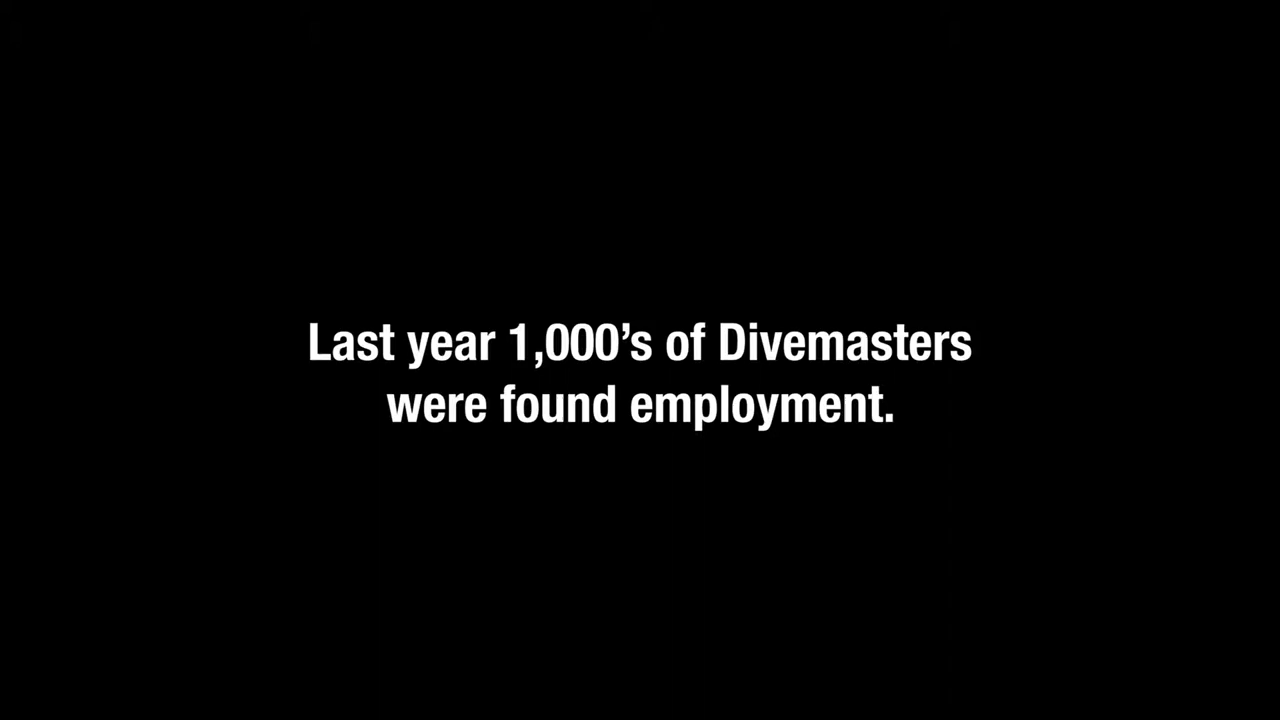 Last year 1,000’s of Divemasters
were found employment.